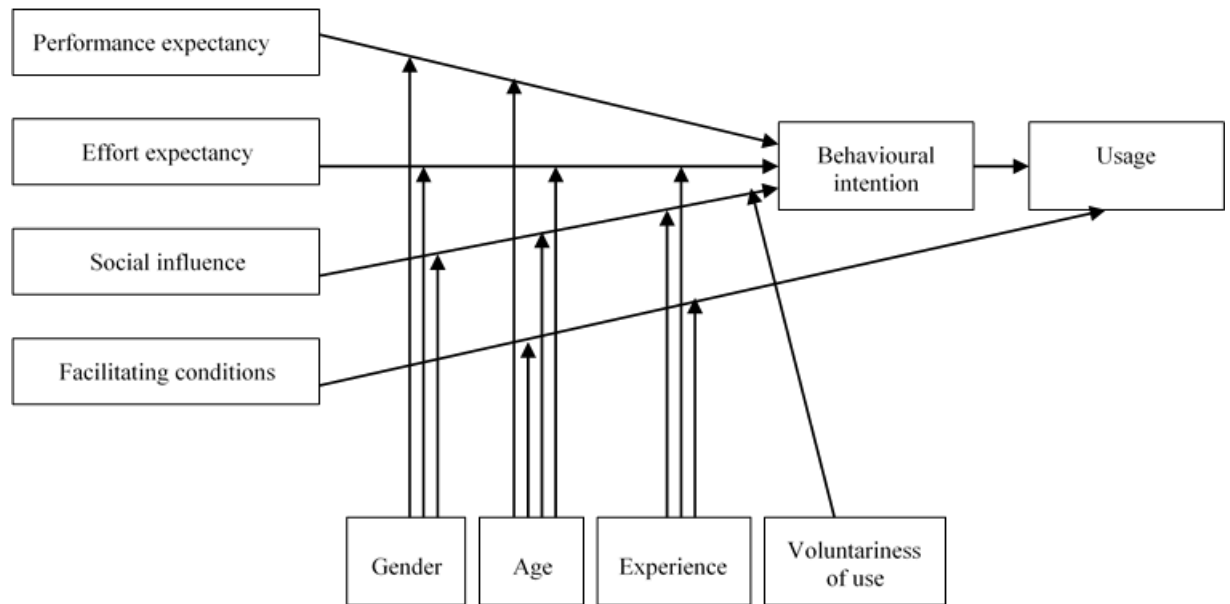 Performance expectancy
Effort expectancy
Social influence
Facilitating conditions
Behavioural
intention
Usage
Gender
Age
Experience
Voluntariness
of use